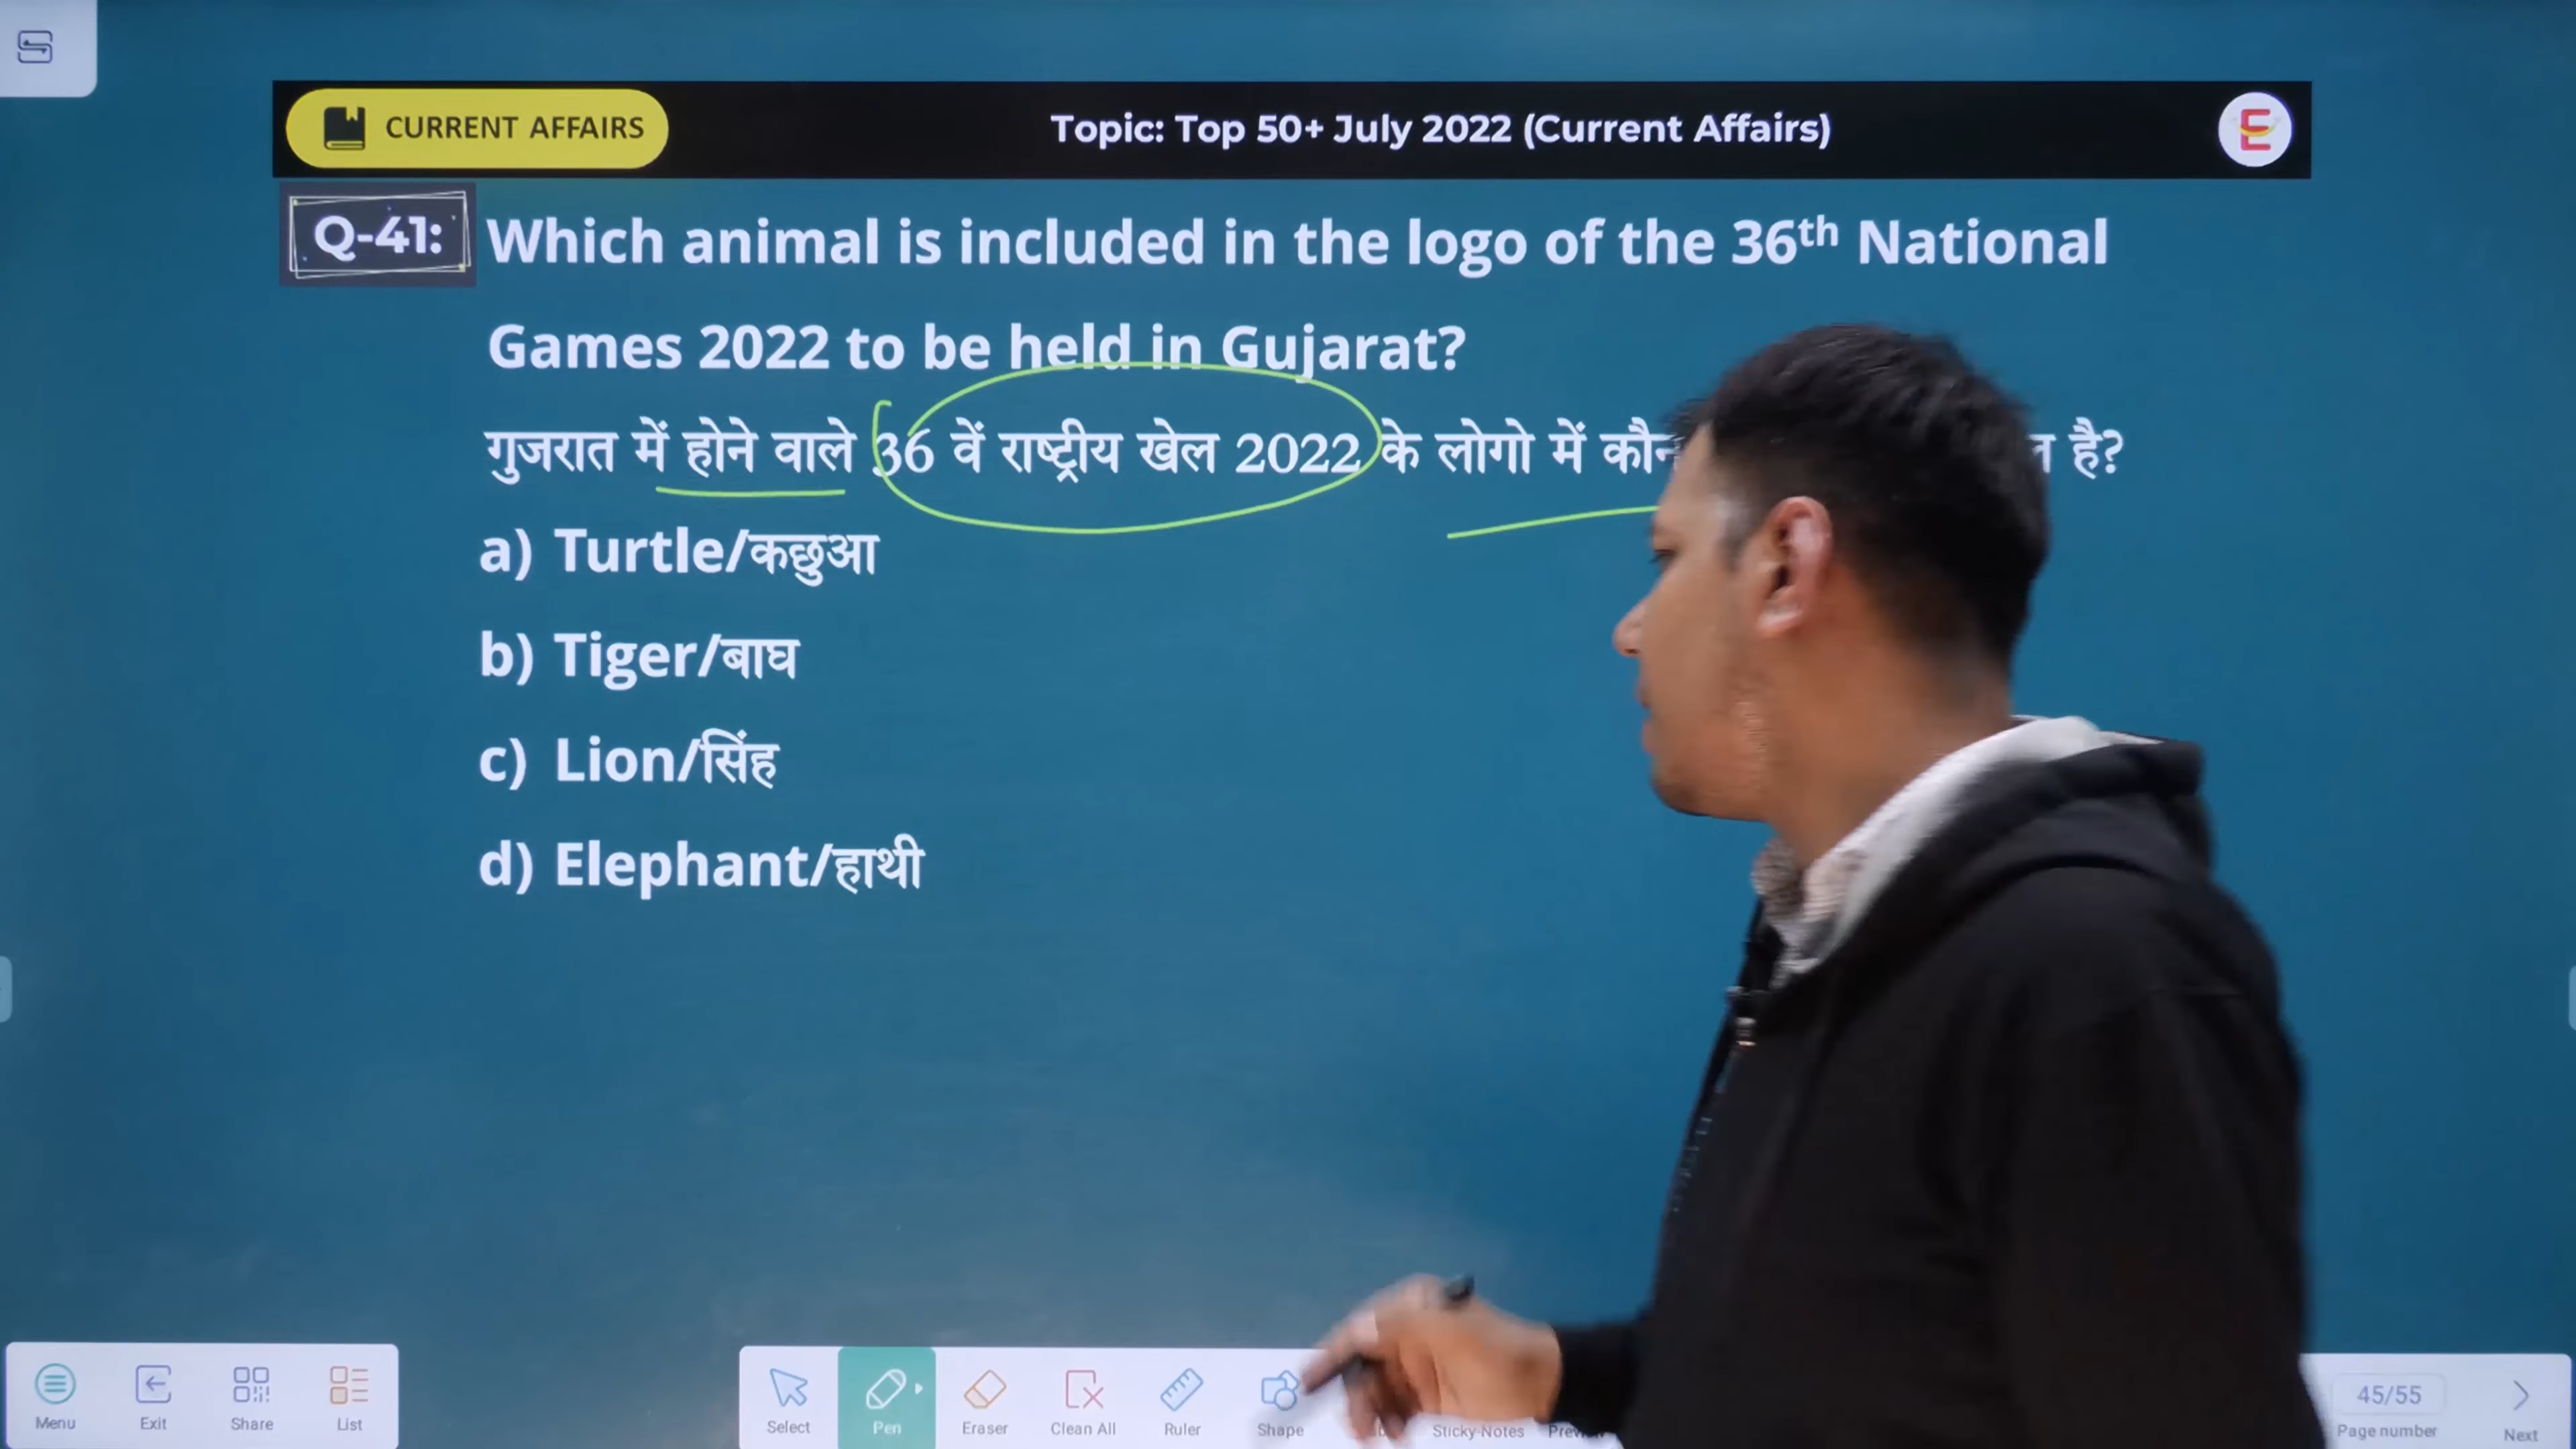 CURRENT AFFAIRS
Topic: Top 50+ July 2022 (Current Affairs)
E
Q-41: Which animal is included in the logo of the 36th National
Games 2022 to be held in Gujarat?
गुजरात में होने वाले 36 वें राष्ट्रीय खेल 2022 के लोगो में है?
a) Turtle/कछुआ
b) Tiger/बाघ
c) Lion/सिंह
d) Elephant/हाथी
Menu Exit Share List
Select Pen Eraser Clean All Ruler Shape Sticky-Notes
45/55
Page number Next